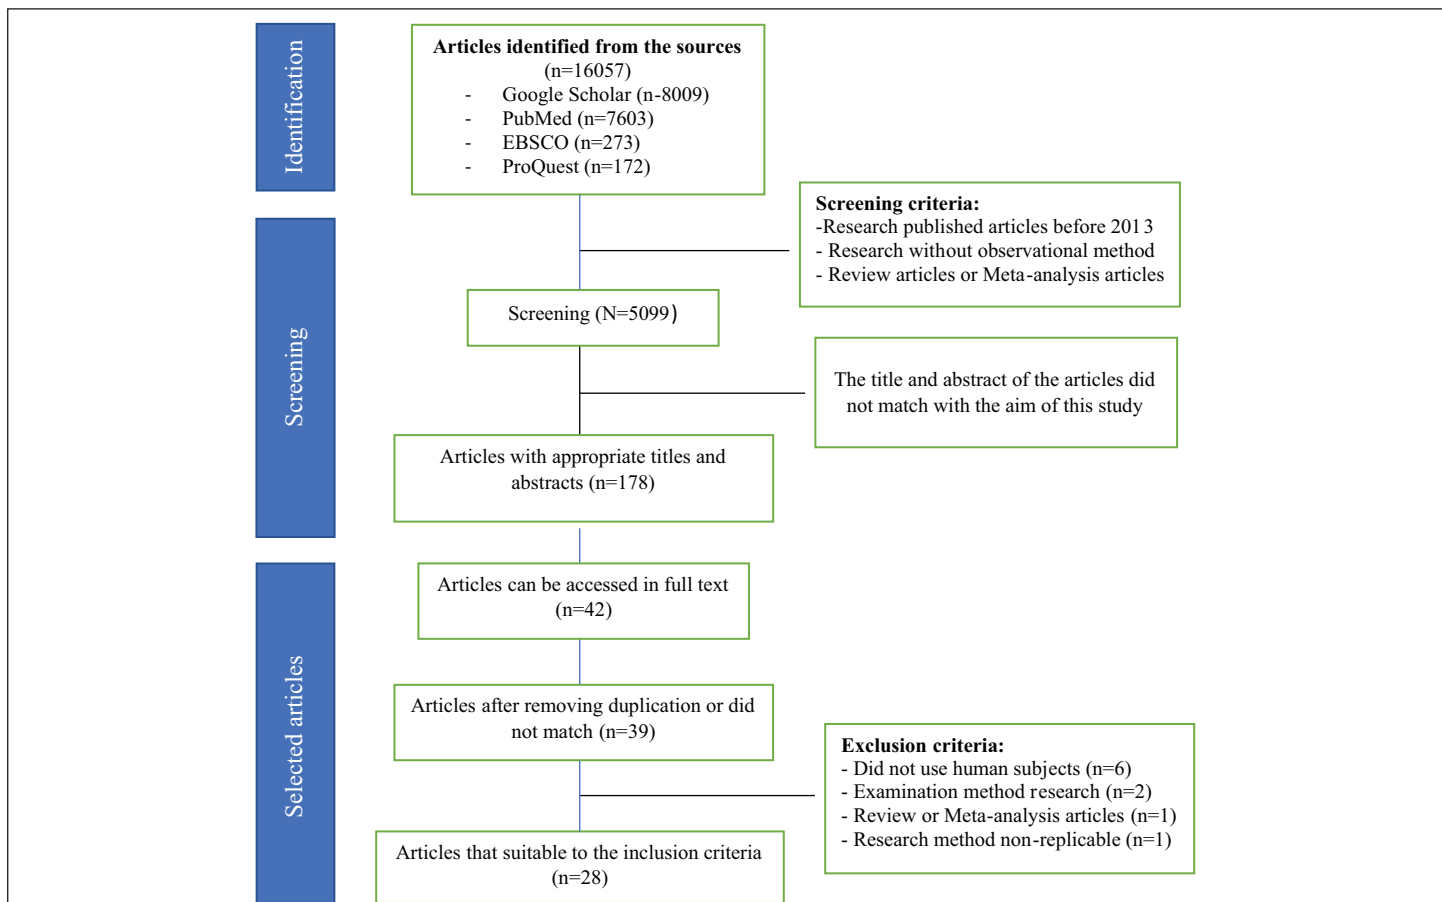 Identification
Articles identified from the sources
(n=16057)
- Google Scholar (n-8009)
- PubMed (n=7603)
- EBSCO (n=273)
- ProQuest (n=172)
Screening criteria:
-Research published articles before 2013
- Research without observational method
- Review articles or Meta-analysis articles
Screening
Screening (N=5099)
The title and abstract of the articles did
not match with the aim of this study
Articles with appropriate titles and
abstracts (n=178)
Selected articles
Articles can be accessed in full text
(n=42)
Articles after removing duplication or did
not match (n=39)
Exclusion criteria:
- Did not use human subjects (n=6)
- Examination method research (n=2)
- Review or Meta-analysis articles (n=1)
- Research method non-replicable (n=1)
Articles that suitable to the inclusion criteria
(n=28)